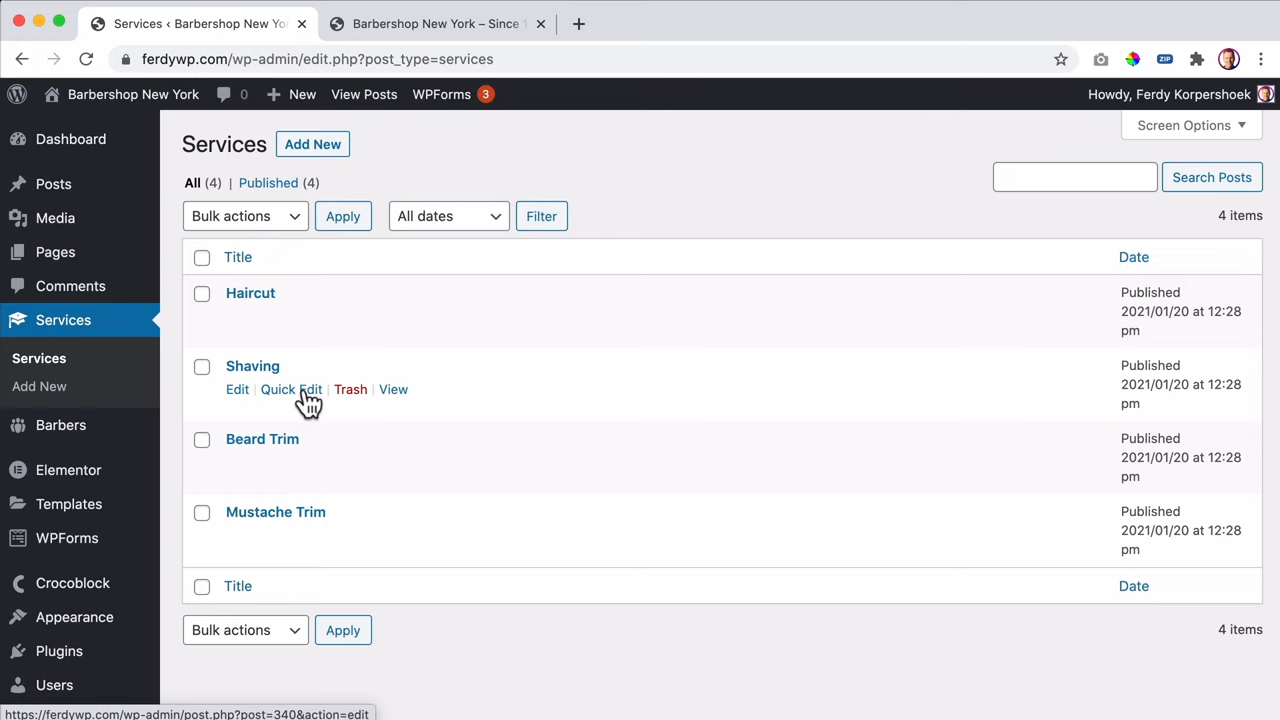 Services ‹ Barbershop New Yo
Barbershop New York – Since 1
ferdywp.com/wp-admin/edit.php?post_type=services
ZIP
Barbershop New York
0
New
View Posts
WPForms 3
Howdy, Ferdy Korpershoek
Dashboard
Posts
Media
Pages
Comments
Services
Services
Add New
Barbers
Elementor
Templates
WPForms
Crocoblock
Appearance
Plugins
Users
Screen Options
Services Add New
All (4) | Published (4)
Search Posts
Bulk actions Apply All dates Filter 4 items
Title Date
Haircut
Published
2021/01/20 at 12:28
pm
Shaving
Edit | Quick Edit | Trash | View
Published
2021/01/20 at 12:28
pm
Beard Trim
Published
2021/01/20 at 12:28
pm
Mustache Trim
Published
2021/01/20 at 12:28
pm
Title Date
Bulk actions Apply 4 items
https://ferdywp.com/wp-admin/post.php?post=340&action=edit